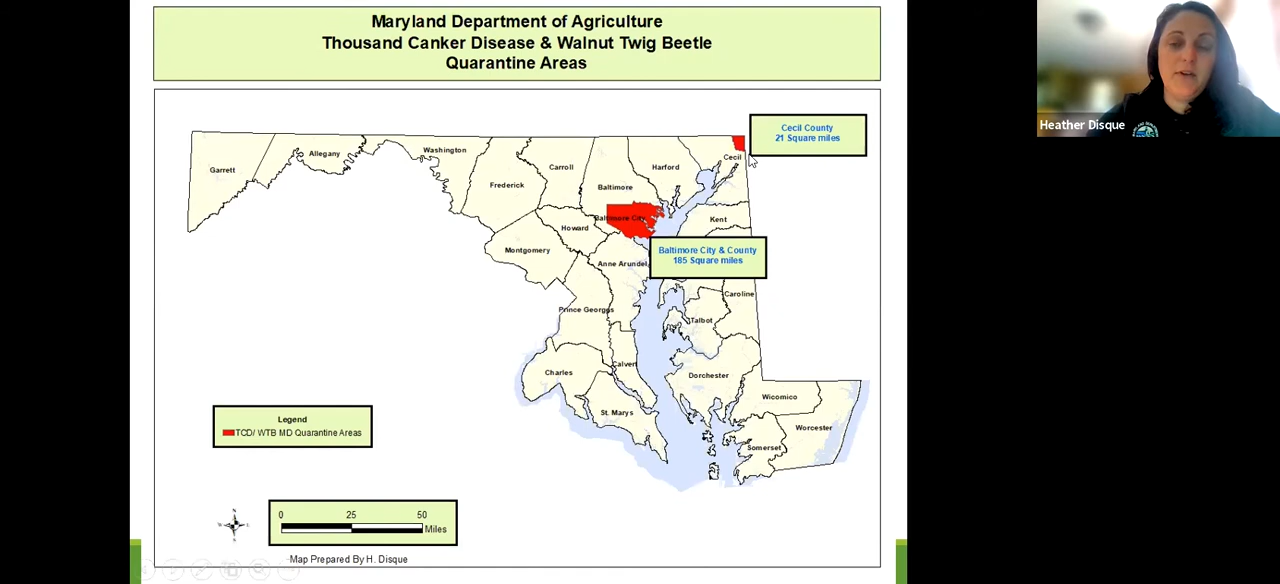 Maryland Department of Agriculture
Thousand Canker Disease & Walnut Twig Beetle
Quarantine Areas
Cecil County
21 Square miles
Garrett
Allegany
Washington
Frederick
Carroll
Baltimore
Harford
Cecil
Baltimore City
Howard
Kent
Montgomery
Baltimore City & County
185 Square miles
Anne Arundel
Prince Georges
Caroline
Talbot
Charles
Calvert
Dorchester
St. Marys
Wicomico
Worcester
Somerset
Legend
TCD/ WTB MD Quarantine Areas
N
W
0 25 50
Miles
Map Prepared By H. Disque
Heather Disque